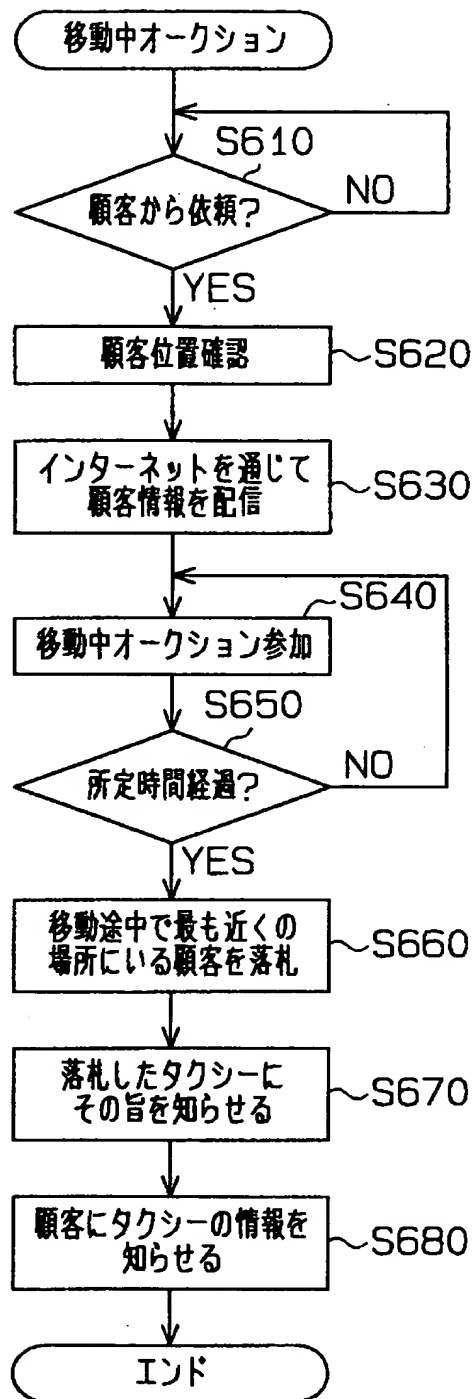 移動中オークション
S610
顧客から依頼?
NO
YES
顧客位置確認
S620
インターネットを通じて
顧客情報を配信
S630
S640
移動中オークション参加
S650
所定時間経過?
NO
YES
移動途中で最も近くの
場所にいる顧客を落札
S660
落札したタクシーに
その旨を知らせる
S670
顧客にタクシーの情報を
知らせる
S680
エンド